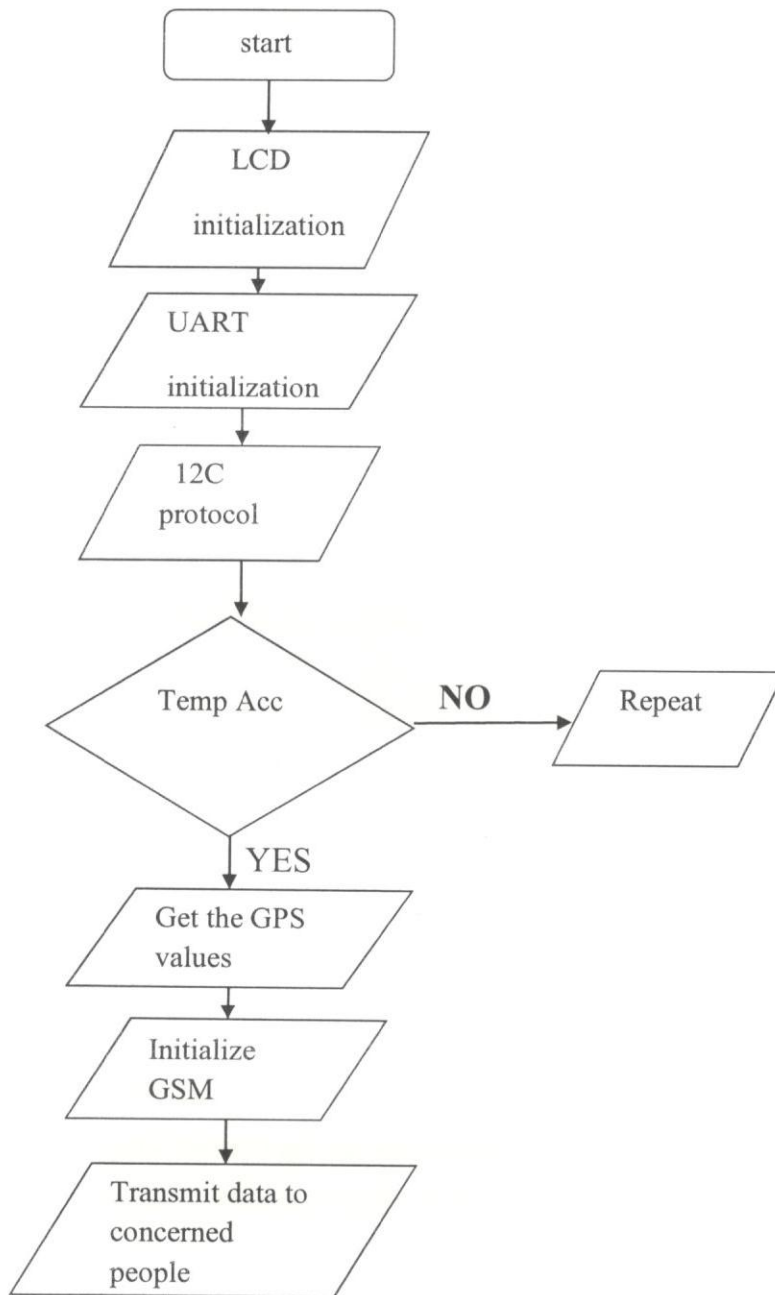 start
LCD
initialization
UART
initialization
12C
protocol
Temp Acc
NO
Repeat
YES
Get the GPS
values
Initialize
GSM
Transmit data to
concerned
people